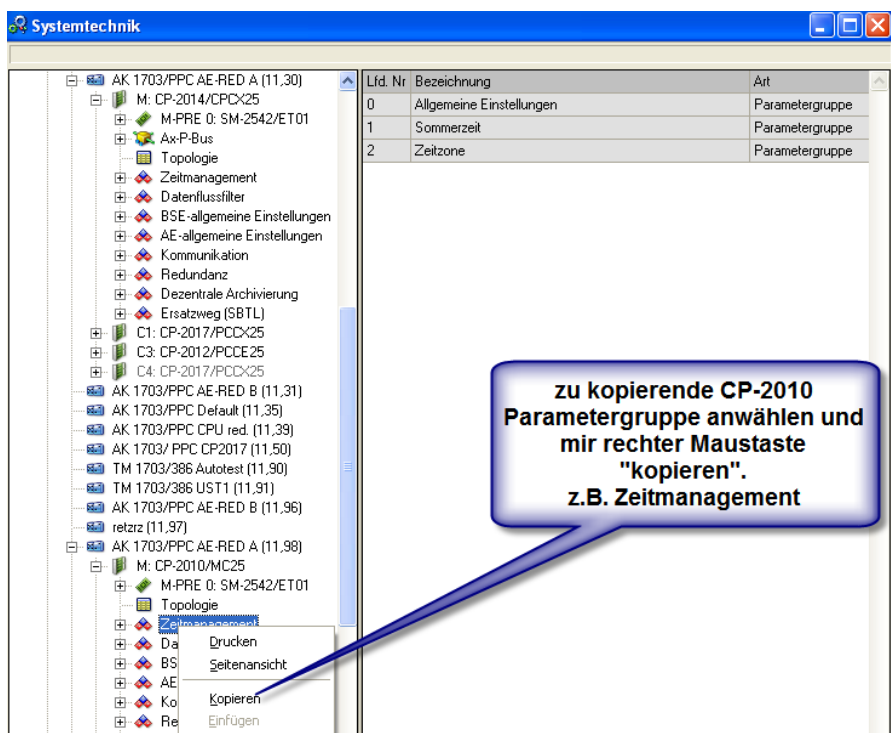 Systemtechnik
AK 1703/PPC AE-RED A (11,30)
M: CP-2014/CPCX25
M-PRE 0: SM-2542/ET01
Ax-P-Bus
Topologie
Zeitmanagement
Datenflussfilter
BSE-allgemeine Einstellungen
AE-allgemeine Einstellungen
Kommunikation
Redundanz
Dezentrale Archivierung
Ersatzweg (SBTL)
C1: CP-2017/PCCX25
C3: CP-2012/PCCE25
C4: CP-2017/PCCX25
AK 1703/PPC AE-RED B (11,31)
AK 1703/PPC Default (11,35)
AK 1703/PPC CPU red. (11,39)
AK 1703/ PPC CP2017 (11,50)
TM 1703/386 Autotest (11,90)
TM 1703/386 UST1 (11,91)
AK 1703/PPC AE-RED B (11,96)
retzrz (11,97)
AK 1703/PPC AE-RED A (11,98)
M: CP-2010/MC25
M-PRE 0: SM-2542/ET01
Topologie
Zeitmanagement
Da
BS
AE
Ko
Re
Drucken
Seitenansicht
Kopieren
Einfügen
Lfd. Nr Bezeichnung Art
0 Allgemeine Einstellungen Parametergruppe
1 Sommerzeit Parametergruppe
2 Zeitzone Parametergruppe
zu kopierende CP-2010
Parametergruppe anwählen und
mir rechter Maustaste
"kopieren".
z.B. Zeitmanagement